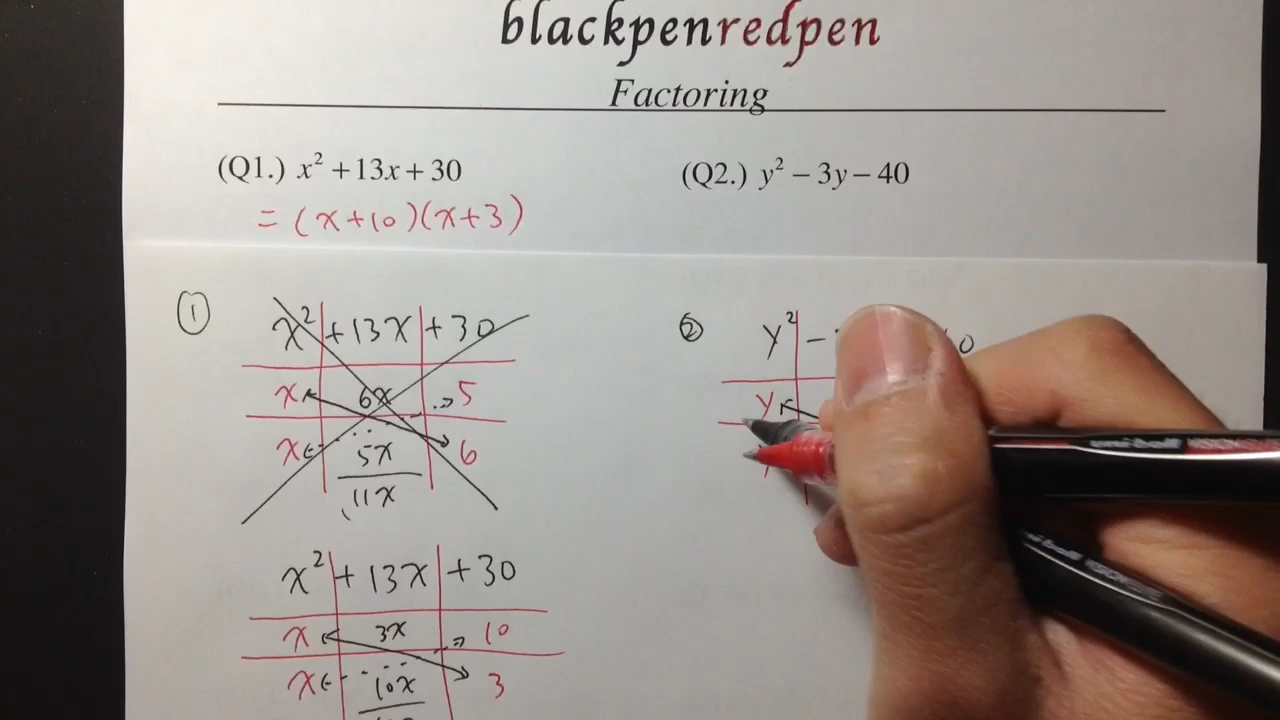 blackpenredpen
Factoring
(Q1.) x² + 13x + 30
= (x+10)(x+3)
(Q2.) y² − 3y − 40
①
x² + 13x + 30
x 6x 5
x 5x 6
11x
x² + 13x + 30
x 3x 10
x 10x 3
②
y² −
y